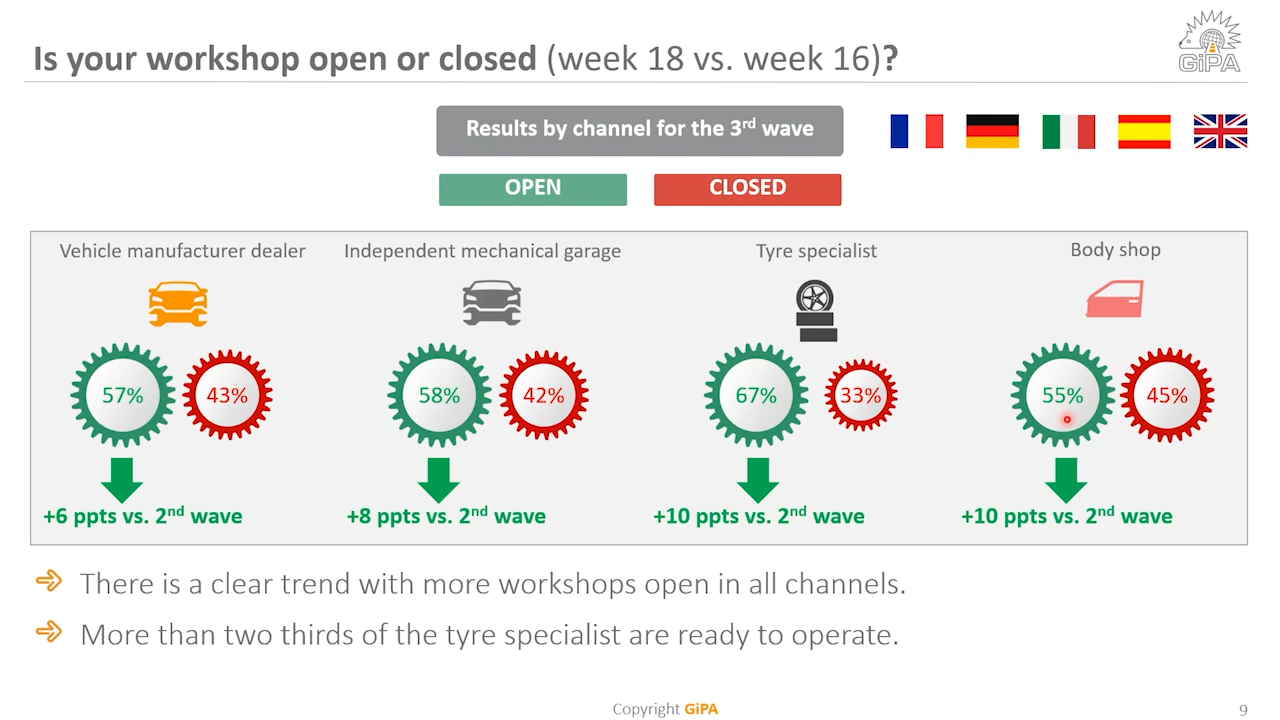 Is your workshop open or closed (week 18 vs. week 16)?
GiPA
Results by channel for the 3rd wave
OPEN
CLOSED
Vehicle manufacturer dealer
Independent mechanical garage
Tyre specialist
Body shop
57%
43%
58%
42%
67%
33%
55%
45%
+6 ppts vs. 2nd wave
+8 ppts vs. 2nd wave
+10 ppts vs. 2nd wave
+10 ppts vs. 2nd wave
There is a clear trend with more workshops open in all channels.
More than two thirds of the tyre specialist are ready to operate.
Copyright GiPA
9